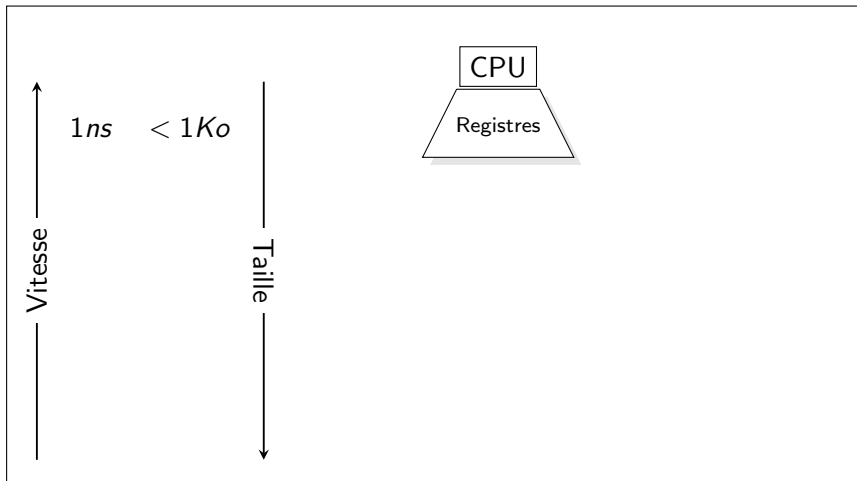 CPU
1ns < 1Ko
Registres
Vitesse
Taille